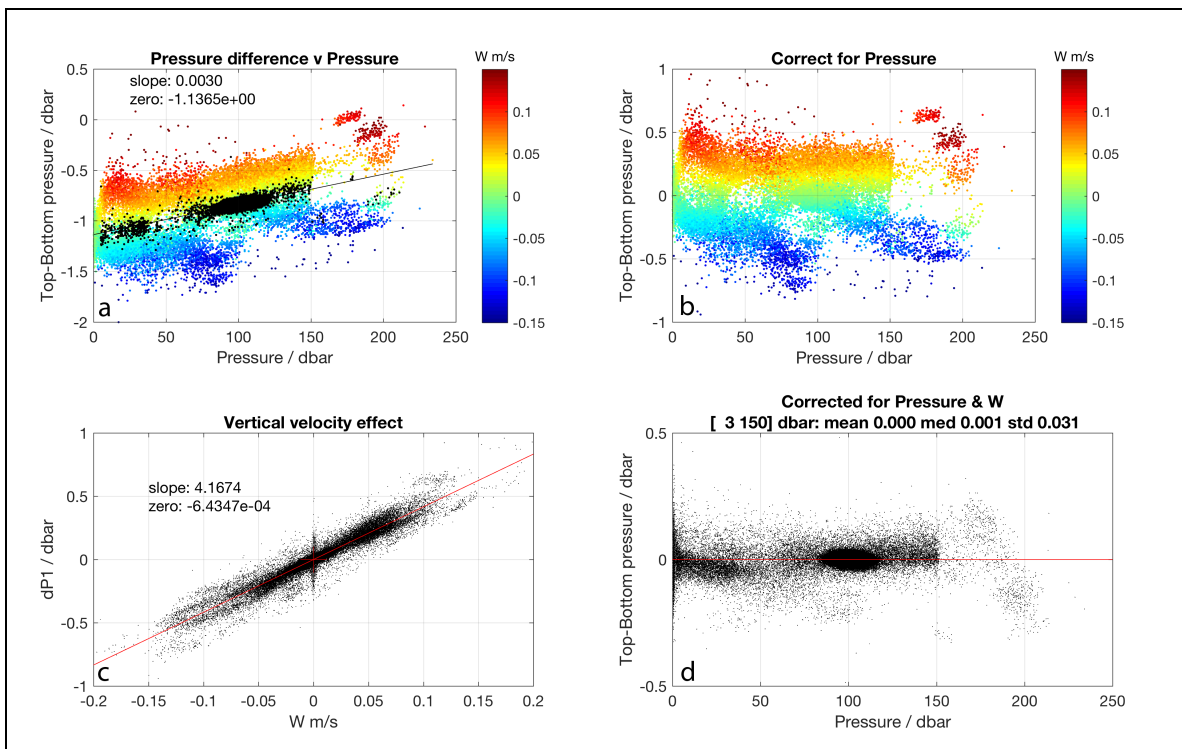 Pressure difference v Pressure
W m/s
slope: 0.0030
zero: -1.1365e+00
0.5
0
-0.5
-1
-1.5
-2
Top-Bottom pressure / dbar
0 50 100 150 200 250
Pressure / dbar
0.1
0.05
0
-0.05
-0.1
-0.15
a
Correct for Pressure
W m/s
1
0.5
0
-0.5
-1
Top-Bottom pressure / dbar
0 50 100 150 200 250
Pressure / dbar
0.1
0.05
0
-0.05
-0.1
-0.15
b
Vertical velocity effect
slope: 4.1674
zero: -6.4347e-04
1
0.5
0
-0.5
1
dP1 / dbar
-0.2 -0.15 -0.1 -0.05 0 0.05 0.1 0.15 0.2
W m/s
c
Corrected for Pressure & W
[ 3 150] dbar: mean 0.000 med 0.001 std 0.031
0.5
0
-0.5
Top-Bottom pressure / dbar
0 50 100 150 200 250
Pressure / dbar
d